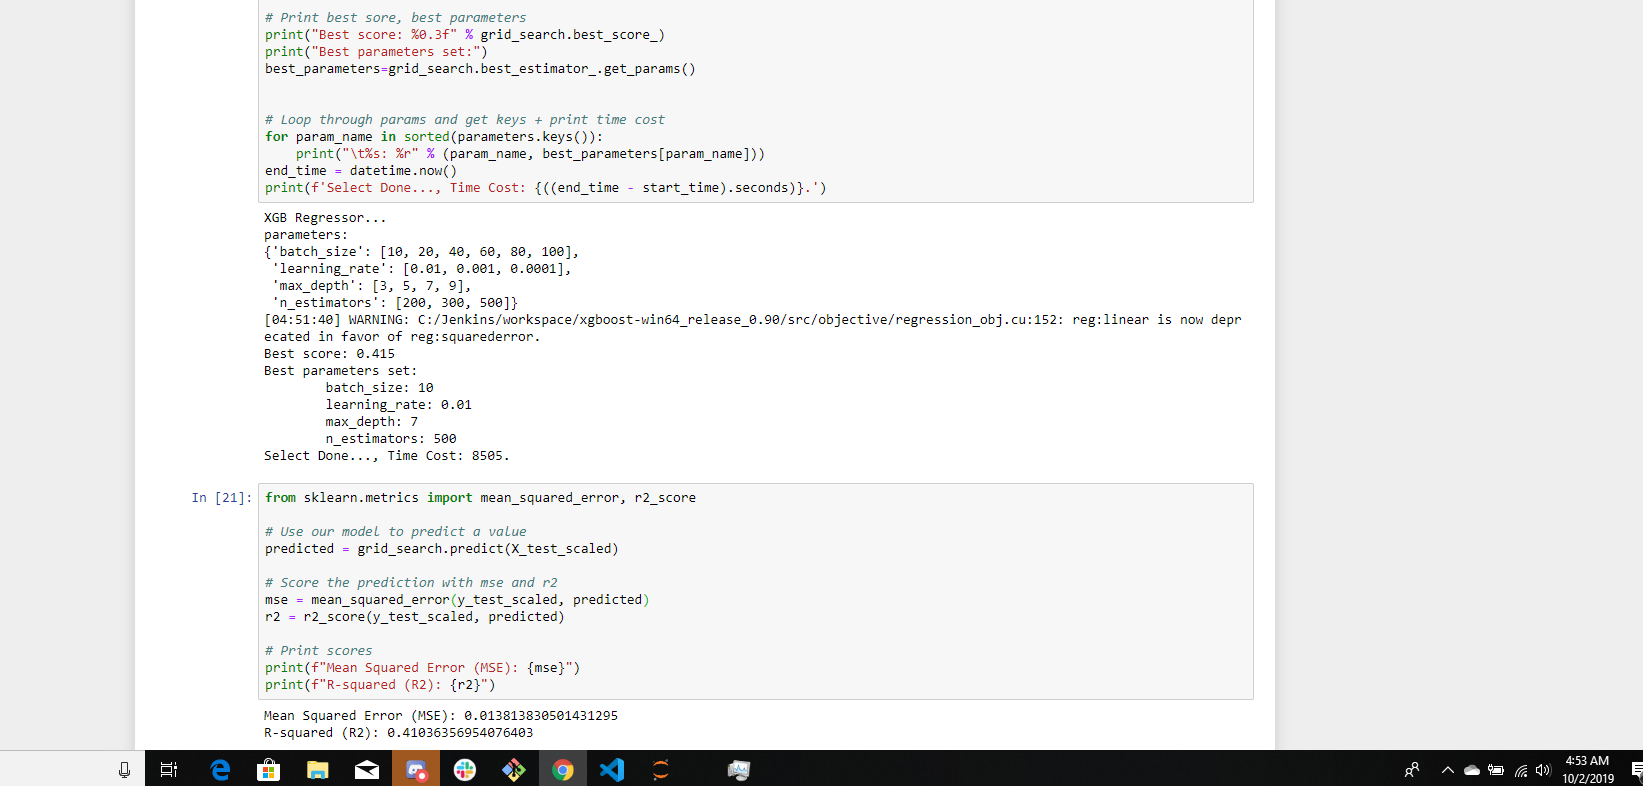 # Print best sore, best parameters
print("Best score: %0.3f" % grid_search.best_score_)
print("Best parameters set:")
best_parameters=grid_search.best_estimator_.get_params()
# Loop through params and get keys + print time cost
for param_name in sorted(parameters.keys()):
    print("\t%s: %r" % (param_name, best_parameters[param_name]))
end_time = datetime.now()
print(f'Select Done..., Time Cost: {((end_time - start_time).seconds)}.')
XGB Regressor...
parameters:
{'batch_size': [10, 20, 40, 60, 80, 100],
 'learning_rate': [0.01, 0.001, 0.0001],
 'max_depth': [3, 5, 7, 9],
 'n_estimators': [200, 300, 500]}
[04:51:40] WARNING: C:/Jenkins/workspace/xgboost-win64_release_0.90/src/objective/regression_obj.cu:152: reg:linear is now depr
ecated in favor of reg:squarederror.
Best score: 0.415
Best parameters set:
        batch_size: 10
        learning_rate: 0.01
        max_depth: 7
        n_estimators: 500
Select Done..., Time Cost: 8505.
In [21]: from sklearn.metrics import mean_squared_error, r2_score
# Use our model to predict a value
predicted = grid_search.predict(X_test_scaled)
# Score the prediction with mse and r2
mse = mean_squared_error(y_test_scaled, predicted)
r2 = r2_score(y_test_scaled, predicted)
# Print scores
print(f"Mean Squared Error (MSE): {mse}")
print(f"R-squared (R2): {r2}")
Mean Squared Error (MSE): 0.013813830501431295
R-squared (R2): 0.41036356954076403
4:53 AM
10/2/2019